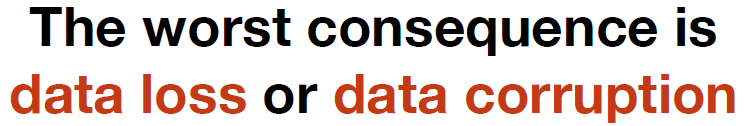 The worst consequence is
data loss or data corruption